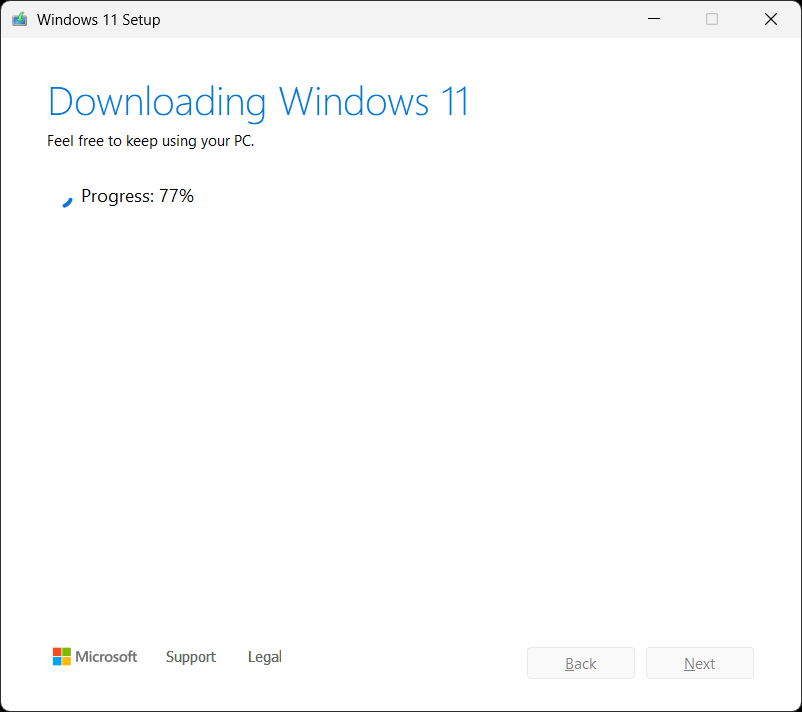 Windows 11 Setup
Downloading Windows 11
Feel free to keep using your PC.
Progress: 77%
Microsoft Support Legal
Back Next